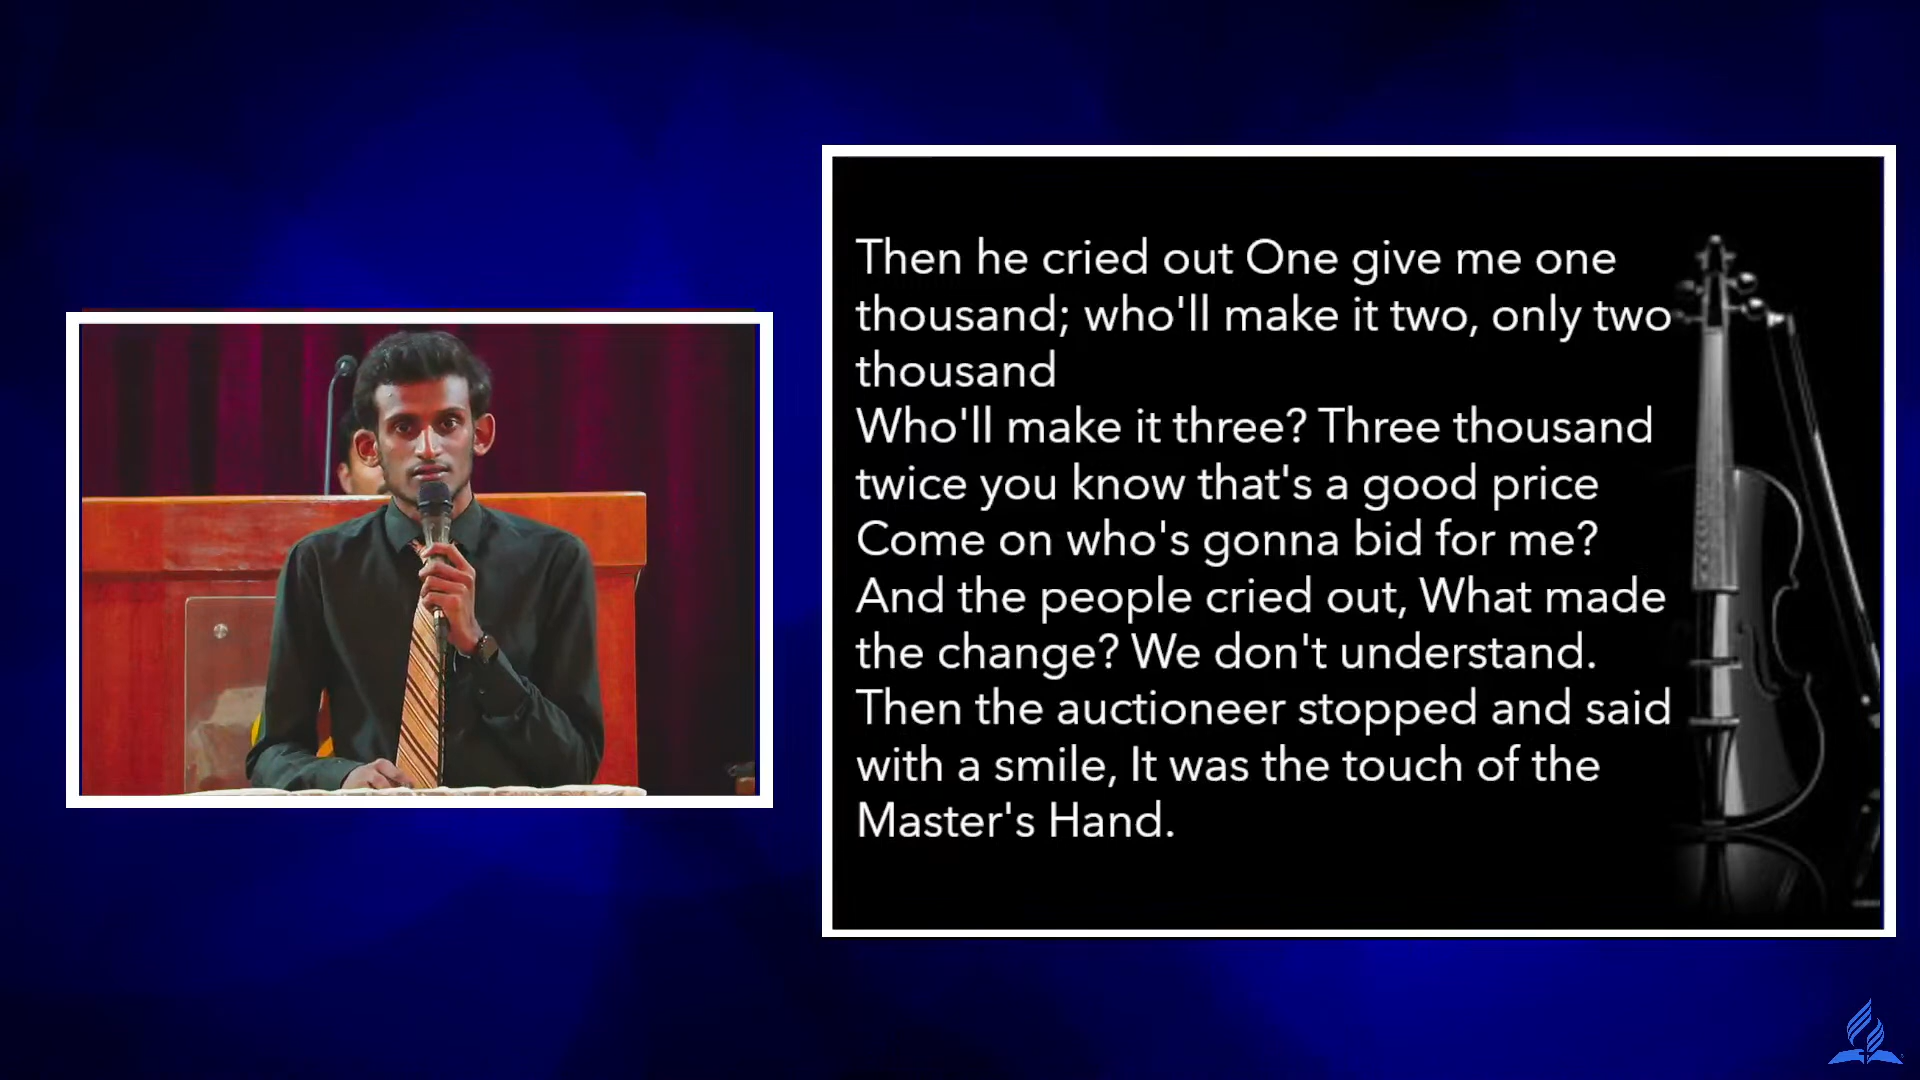 Then he cried out One give me one
thousand; who'll make it two, only two
thousand
Who'll make it three? Three thousand
twice you know that's a good price
Come on who's gonna bid for me?
And the people cried out, What made
the change? We don't understand.
Then the auctioneer stopped and said
with a smile, It was the touch of the
Master's Hand.